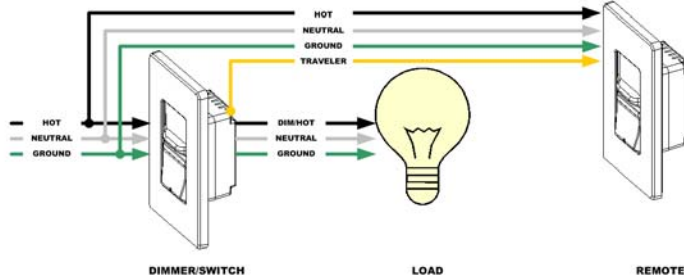 HOT
NEUTRAL
GROUND
TRAVELER
HOT DIM/HOT
NEUTRAL NEUTRAL
GROUND GROUND
DIMMER/SWITCH LOAD REMOTE